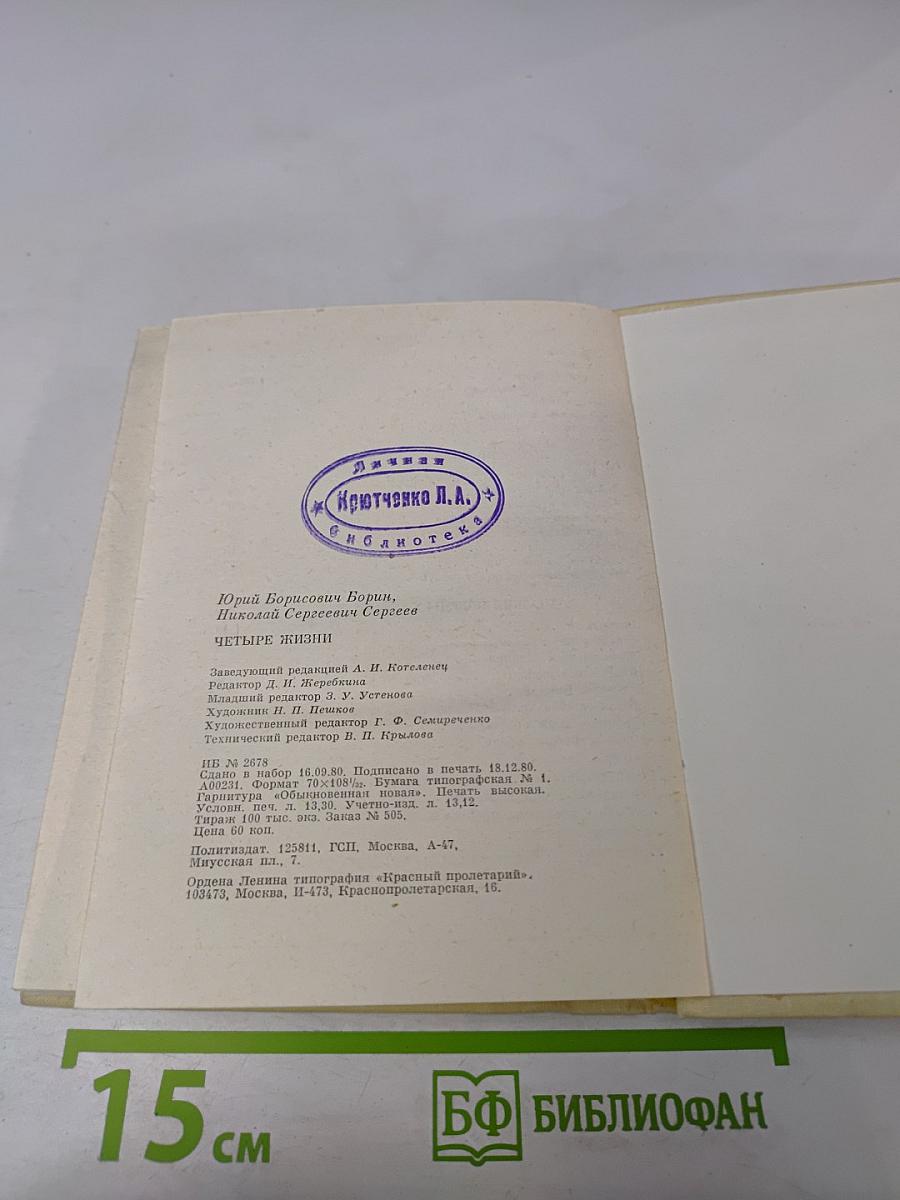 Личная
Крютченко Л. А.
библиотека
Юрий Борисович Борин,
Николай Сергеевич Сергеев
ЧЕТЫРЕ ЖИЗНИ
Заведующий редакцией А. И. Котеленец
Редактор Д. И. Жеребкина
Младший редактор З. У. Устенова
Художник Н. П. Пешков
Художественный редактор Г. Ф. Семиреченко
Технический редактор В. П. Крылова
ИБ № 2678
Сдано в набор 16.09.80. Подписано в печать 18.12.80.
А00231. Формат 70×108¹/₃₂. Бумага типографская № 1.
Гарнитура «Обыкновенная новая». Печать высокая.
Условн. печ. л. 13,30. Учетно-изд. л. 13,12.
Тираж 100 тыс. экз. Заказ № 505.
Цена 60 коп.
Политиздат. 125811, ГСП, Москва, А-47,
Миусская пл., 7.
Ордена Ленина типография «Красный пролетарий».
103473, Москва, И-473, Краснопролетарская, 16.
15 см
БФ БИБЛИОФАН